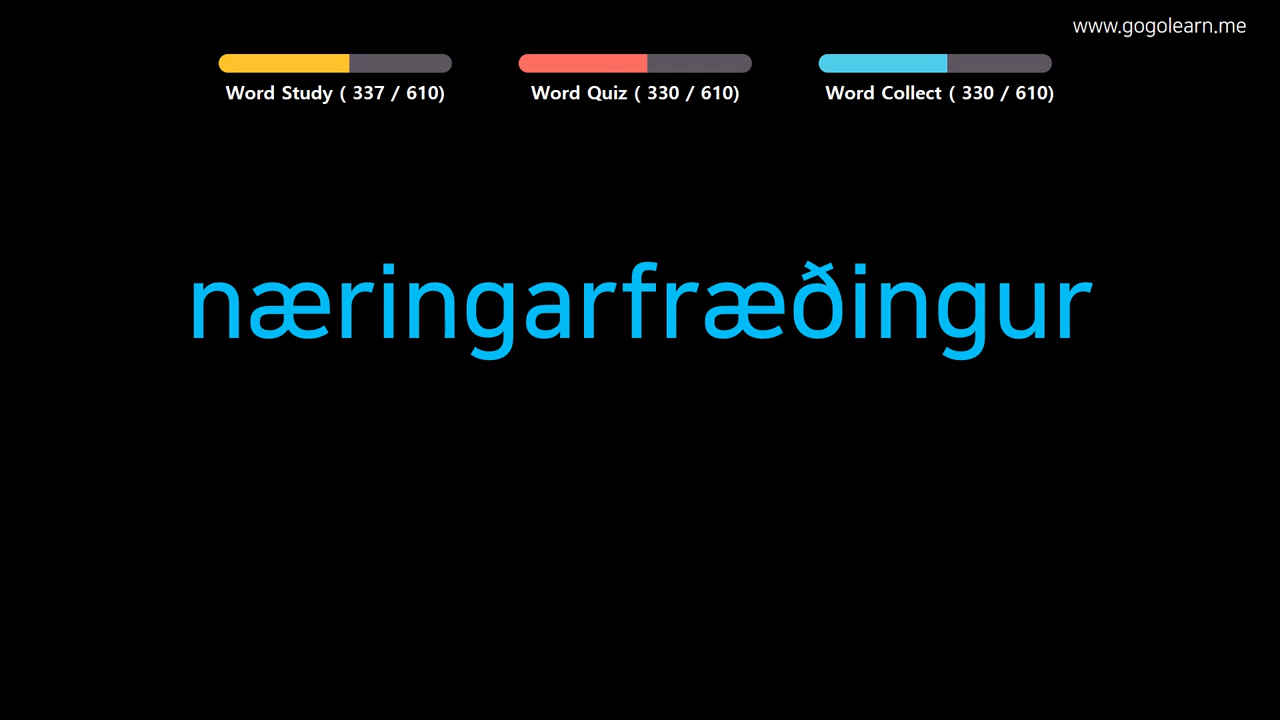 www.gogolearn.me
Word Study ( 337 / 610)
Word Quiz ( 330 / 610)
Word Collect ( 330 / 610)
næringarfræðingur